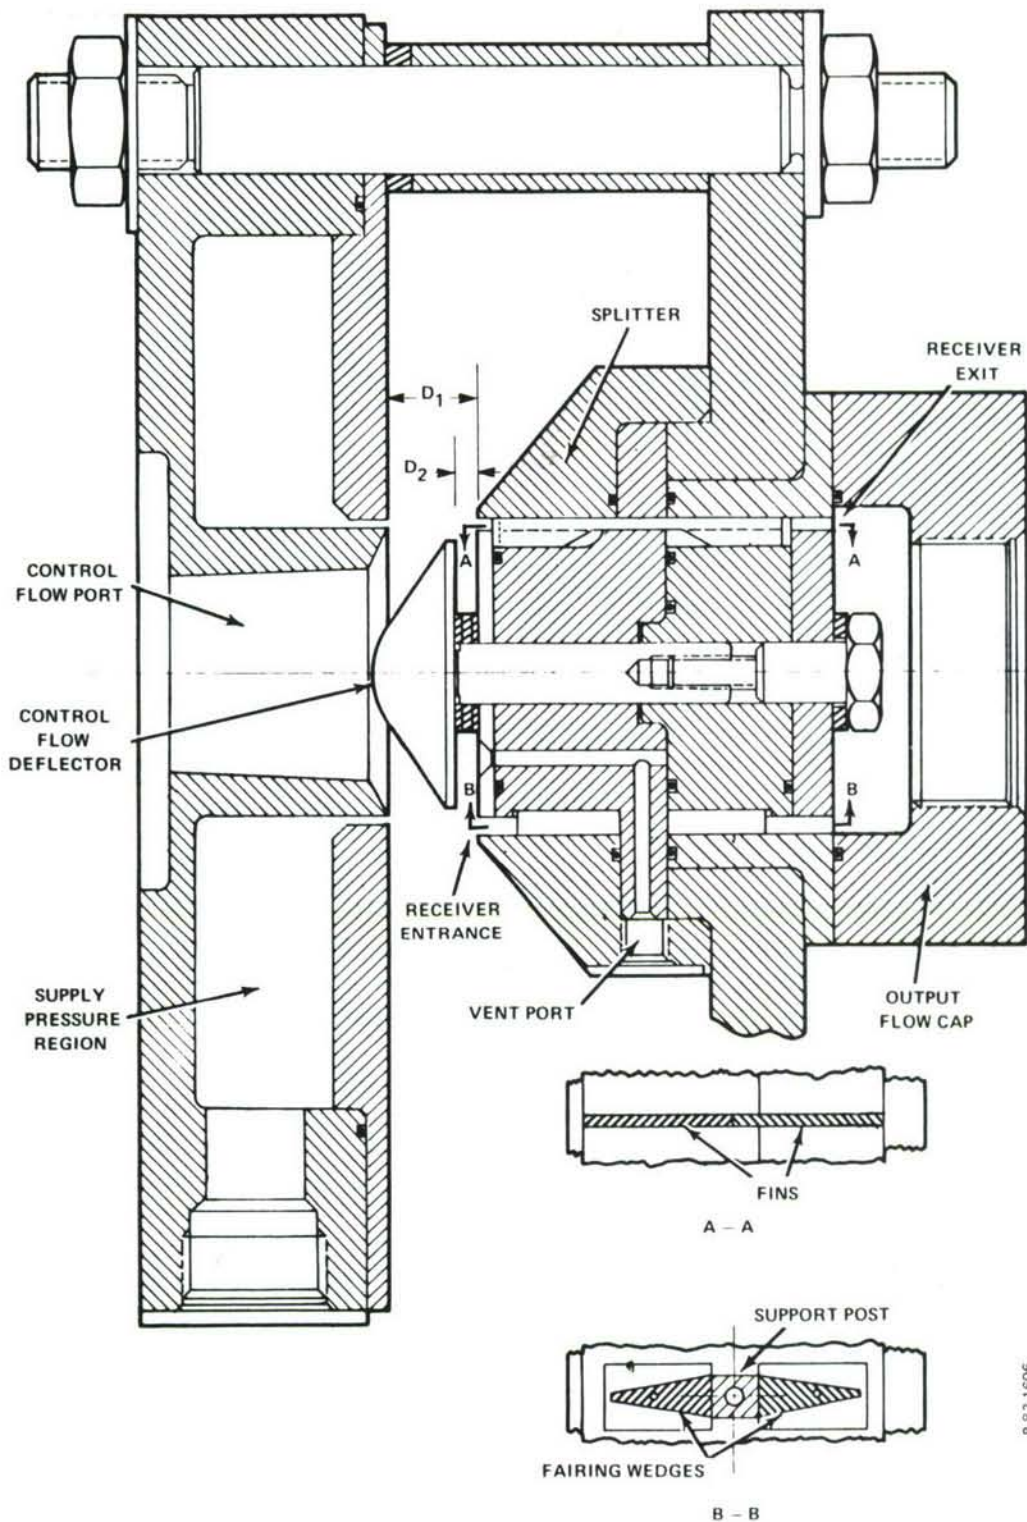 SPLITTER
RECEIVER
EXIT
D1
D2
A
A
CONTROL
FLOW PORT
CONTROL
FLOW
DEFLECTOR
B
B
RECEIVER
ENTRANCE
SUPPLY
PRESSURE
REGION
VENT PORT
OUTPUT
FLOW CAP
FINS
A – A
SUPPORT POST
FAIRING WEDGES
B – B